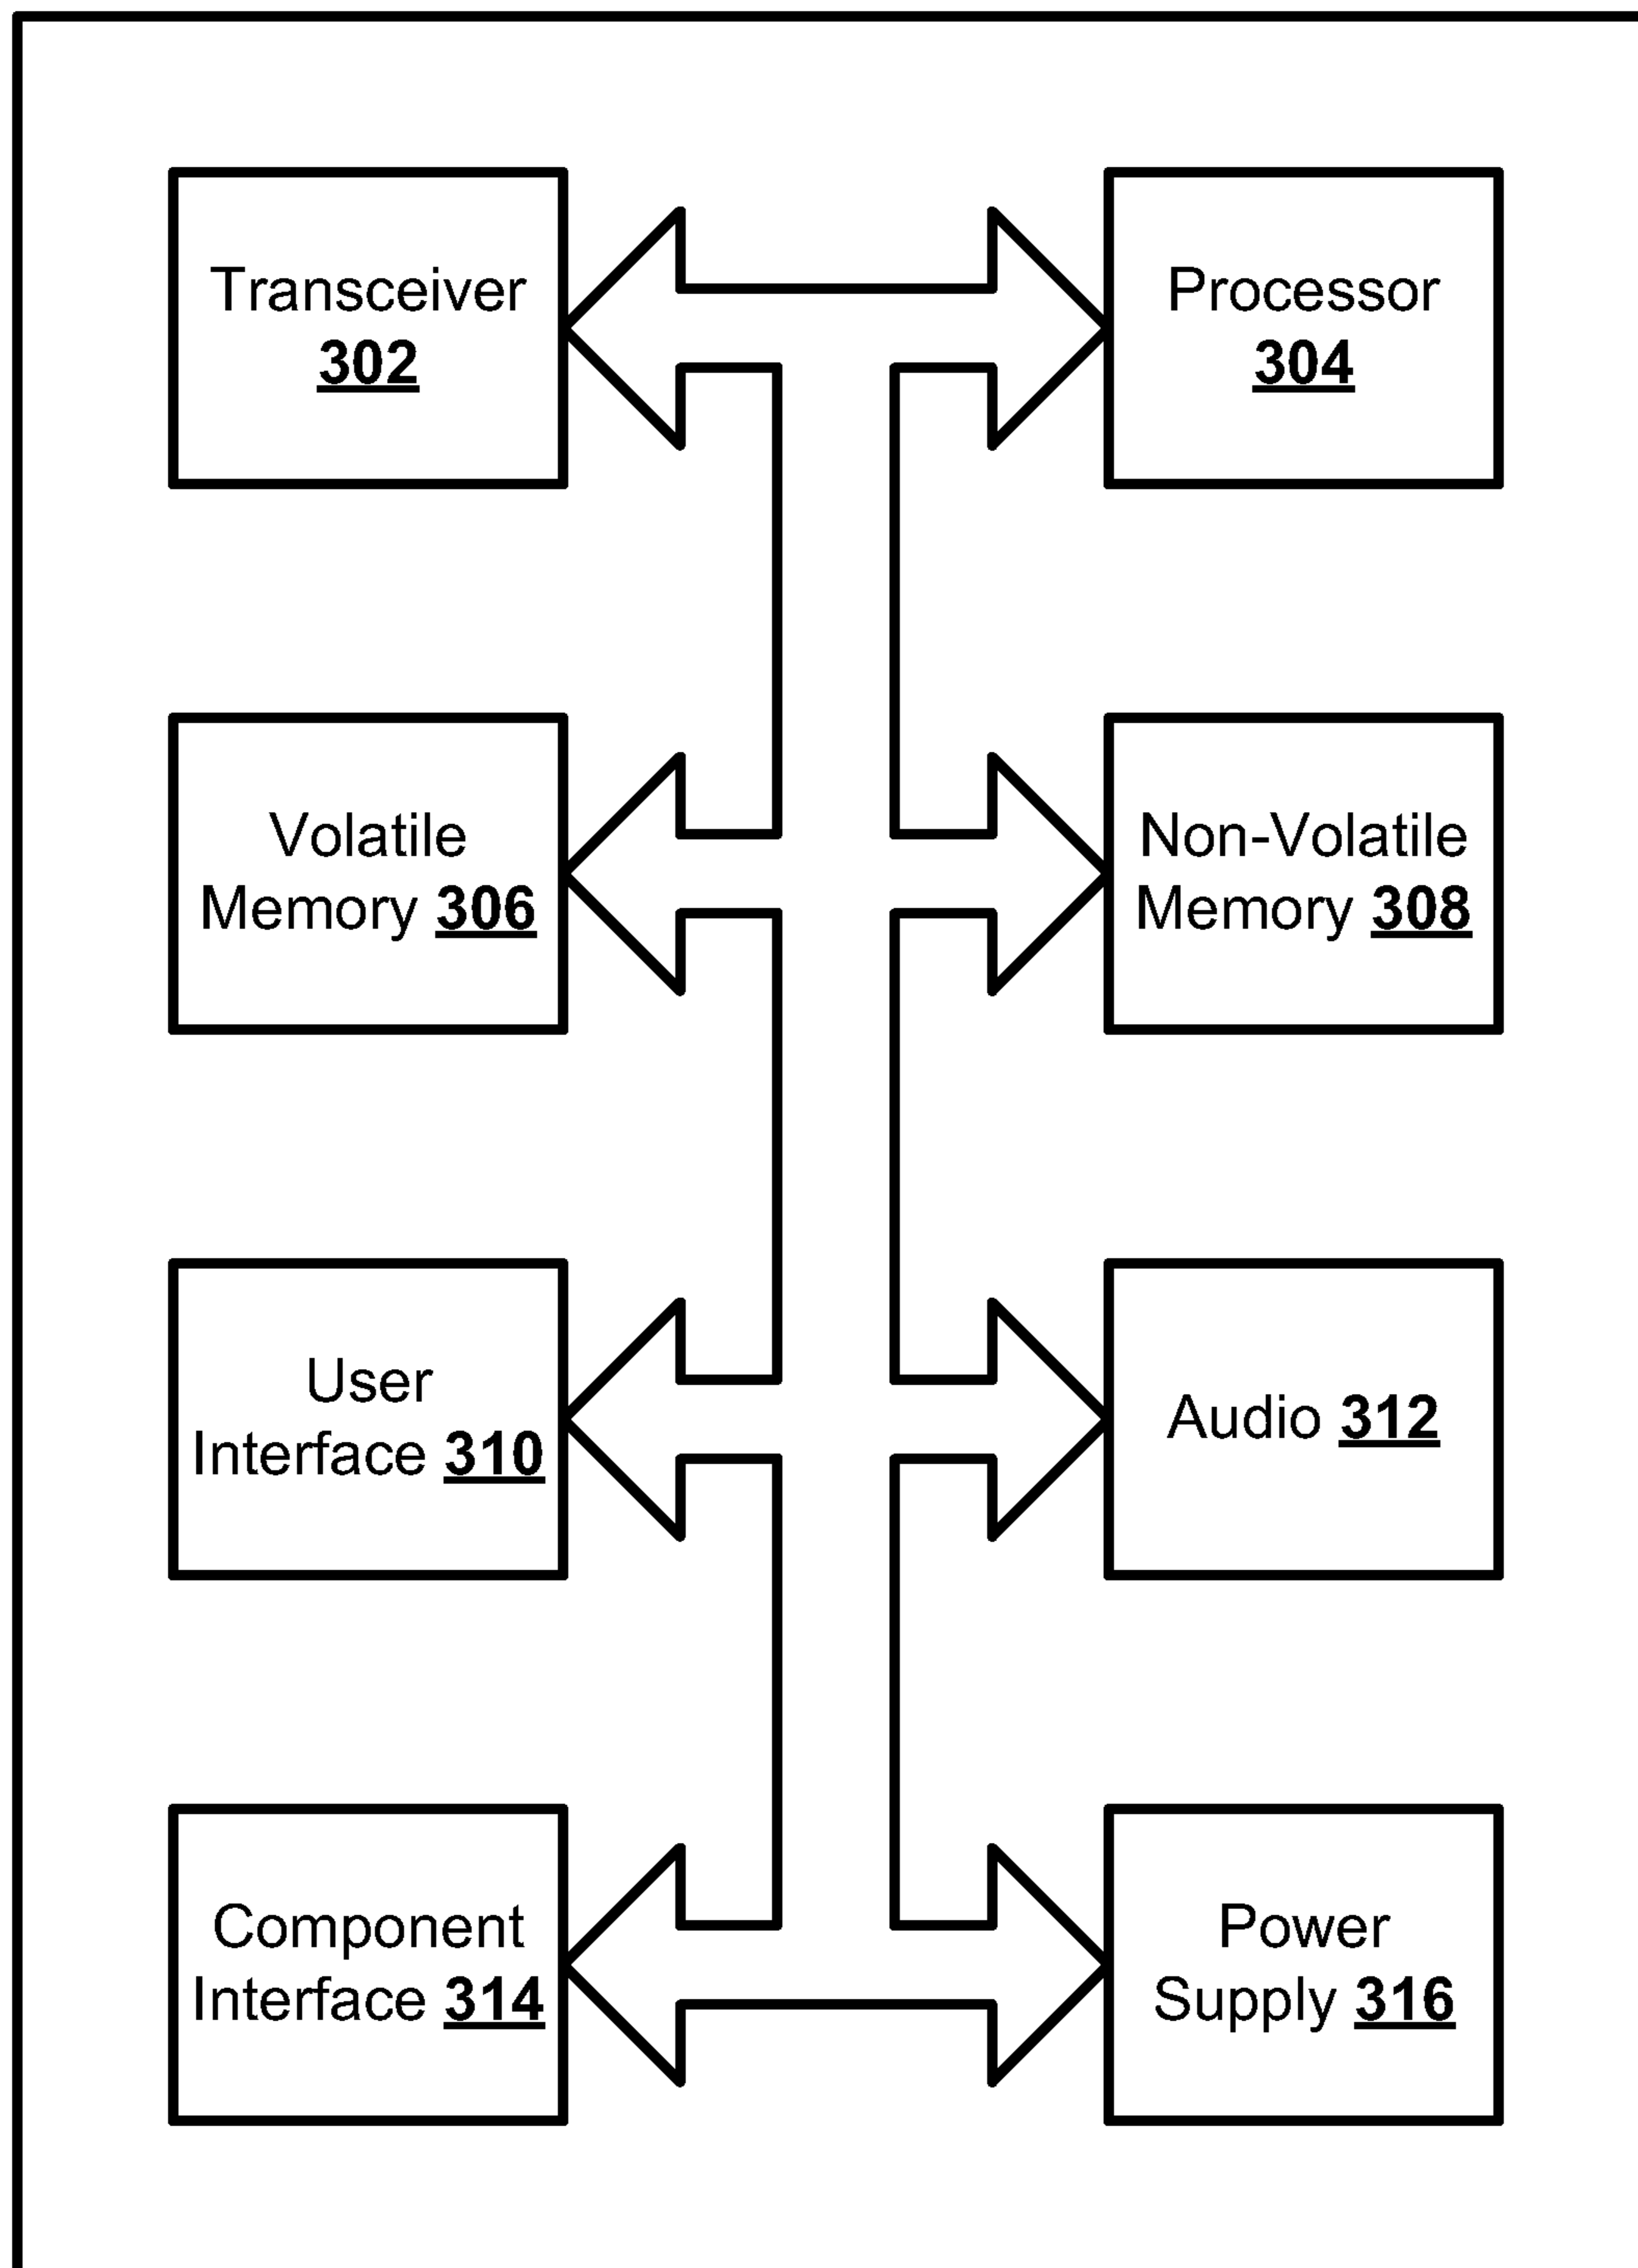 Transceiver
302
Processor
304
Volatile
Memory 306
Non-Volatile
Memory 308
User
Interface 310
Audio 312
Component
Interface 314
Power
Supply 316